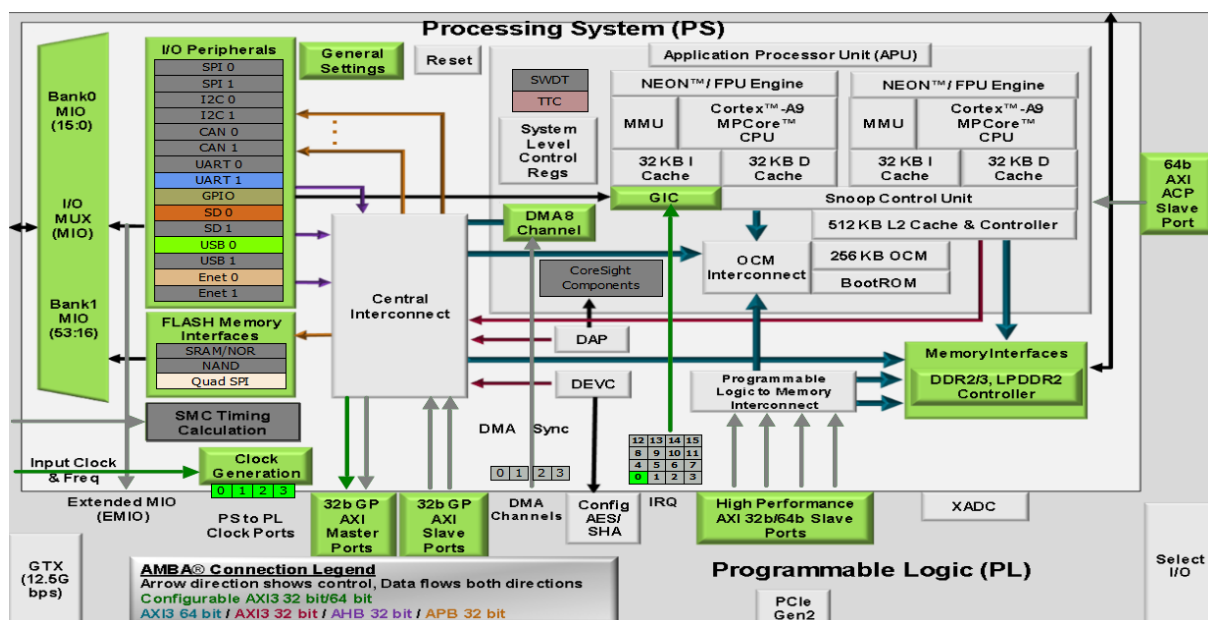 Processing System (PS)
I/O Peripherals
SPI 0
SPI 1
I2C 0
I2C 1
CAN 0
CAN 1
UART 0
UART 1
GPIO
SD 0
SD 1
USB 0
USB 1
Enet 0
Enet 1
Bank0
MIO
(15:0)
I/O
MUX
(MIO)
Bank1
MIO
(53:16)
General
Settings
Reset
FLASH Memory
Interfaces
SRAM/NOR
NAND
Quad SPI
SMC Timing
Calculation
Input Clock
& Freq
Clock
Generation
0 1 2 3
Extended MIO
(EMIO)
PS to PL
Clock Ports
Central
Interconnect
Application Processor Unit (APU)
SWDT
TTC
System
Level
Control
Regs
NEON™/ FPU Engine
MMU
Cortex™-A9
MPCore™
CPU
32 KB I
Cache
32 KB D
Cache
NEON™/ FPU Engine
MMU
Cortex™-A9
MPCore™
CPU
32 KB I
Cache
32 KB D
Cache
GIC
Snoop Control Unit
DMA8
Channel
512 KB L2 Cache & Controller
OCM
Interconnect
256 KB OCM
BootROM
CoreSight
Components
DAP
DEVC
Programmable
Logic to Memory
Interconnect
Memory Interfaces
DDR2/3, LPDDR2
Controller
64b
AXI
ACP
Slave
Port
DMA Sync
0 1 2 3
12 13 14 15
8 9 10 11
4 5 6 7
0 1 2 3
32b GP
AXI
Master
Ports
32b GP
AXI
Slave
Ports
DMA
Channels
Config
AES/
SHA
IRQ
High Performance
AXI 32b/64b Slave
Ports
XADC
GTX
(12.5G
bps)
AMBA® Connection Legend
Arrow direction shows control, Data flows both directions
Configurable AXI3 32 bit/64 bit
AXI3 64 bit / AXI3 32 bit / AHB 32 bit / APB 32 bit
Programmable Logic (PL)
PCIe
Gen2
Select
I/O